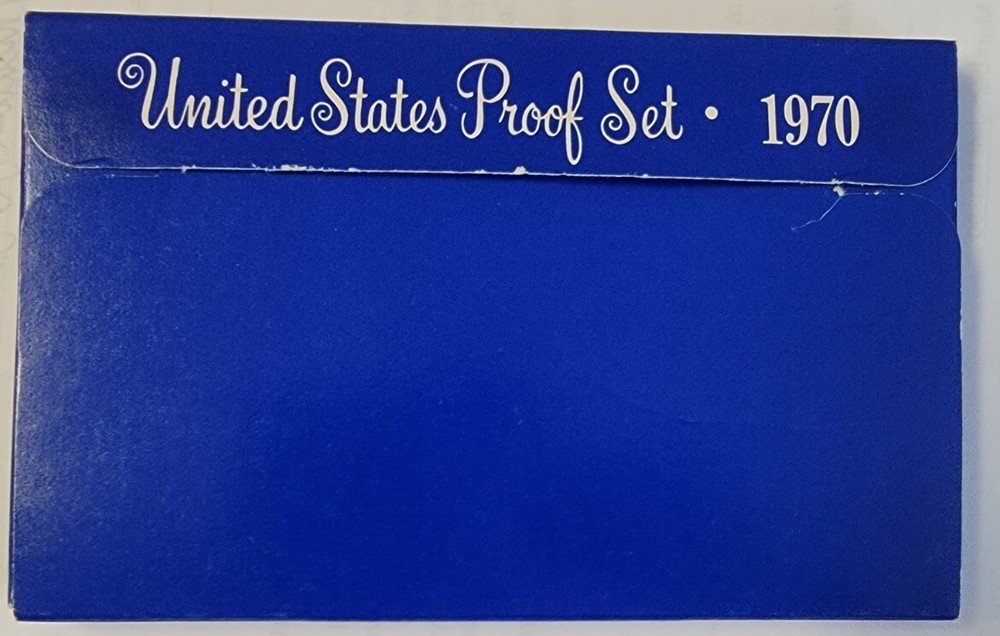 United States Proof Set • 1970